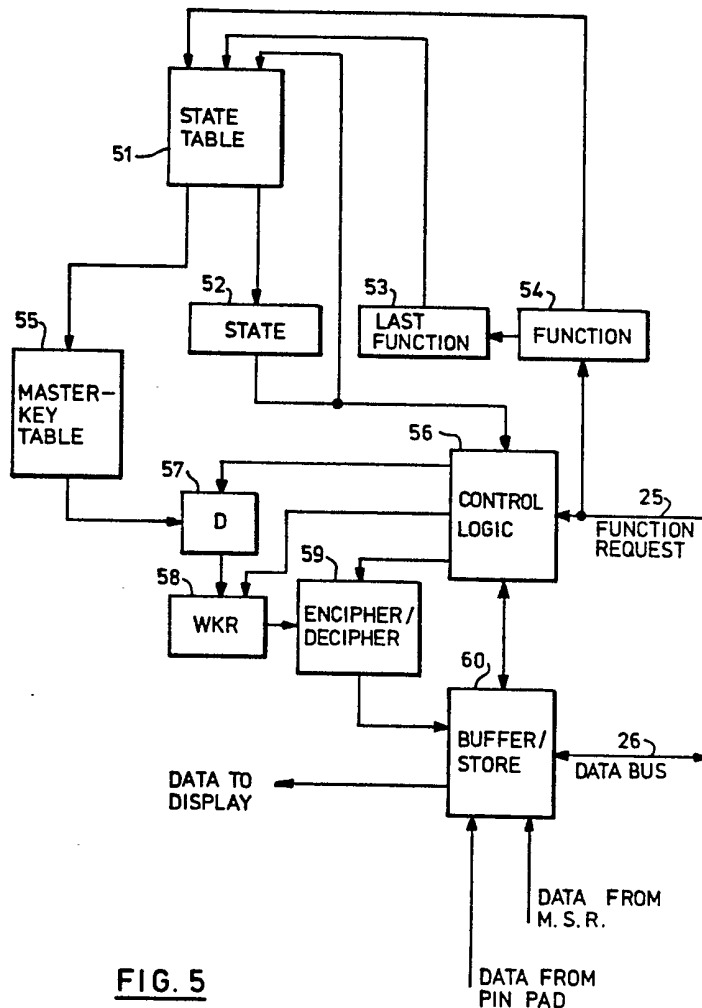 STATE
TABLE
51
52
STATE
53
LAST
FUNCTION
54
FUNCTION
55
MASTER-
KEY
TABLE
56
CONTROL
LOGIC
25
FUNCTION
REQUEST
57
D
58
WKR
59
ENCIPHER/
DECIPHER
60
BUFFER/
STORE
26
DATA BUS
DATA TO
DISPLAY
DATA FROM
M.S.R.
DATA FROM
PIN PAD
FIG. 5